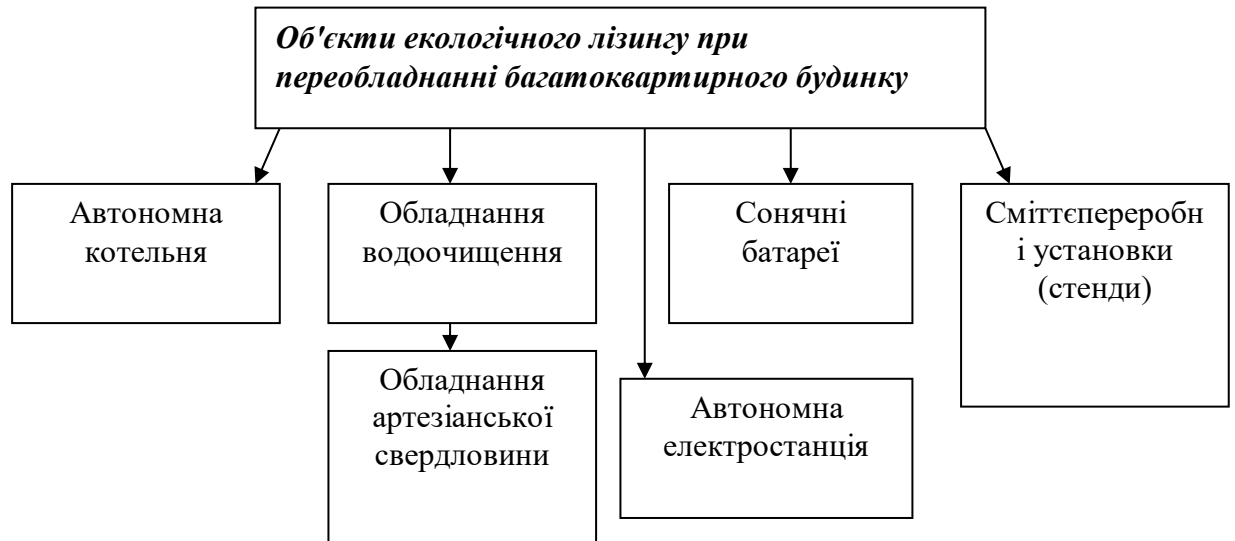 Об'єкти екологічного лізингу при
переобладнанні багатоквартирного будинку
Автономна
котельня
Обладнання
водоочищення
Сонячні
батареї
Сміттєпереробн
і установки
(стенди)
Обладнання
артезіанської
свердловини
Автономна
електростанція